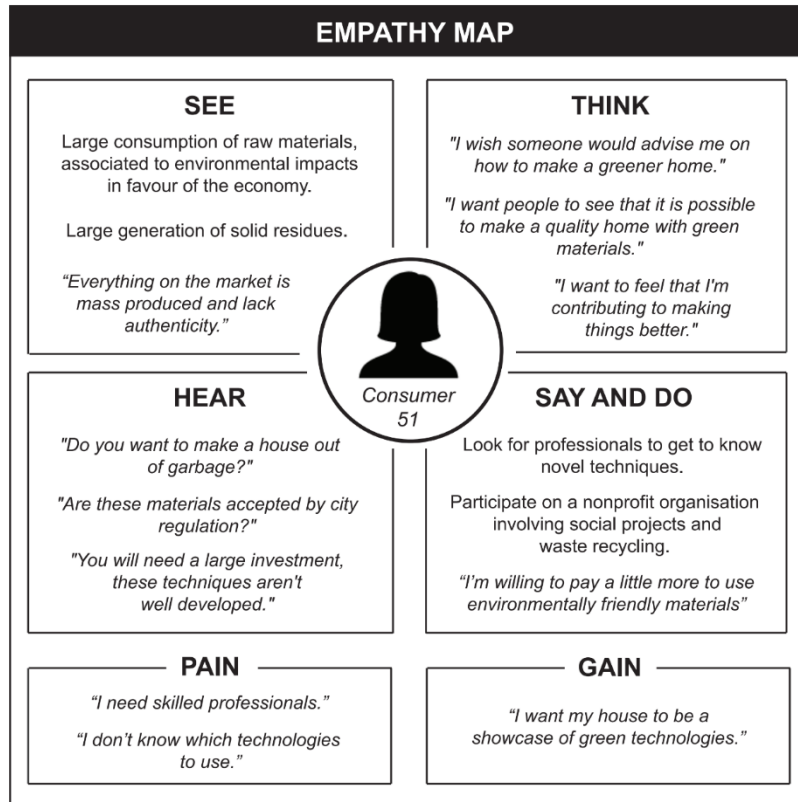 EMPATHY MAP
SEE
Large consumption of raw materials,
associated to environmental impacts
in favour of the economy.
Large generation of solid residues.
“Everything on the market is
mass produced and lack
authenticity.”
THINK
"I wish someone would advise me on
how to make a greener home."
"I want people to see that it is possible
to make a quality home with green
materials."
"I want to feel that I'm
contributing to making
things better."
Consumer
51
HEAR
"Do you want to make a house out
of garbage?"
"Are these materials accepted by city
regulation?"
"You will need a large investment,
these techniques aren't
well developed."
SAY AND DO
Look for professionals to get to know
novel techniques.
Participate on a nonprofit organisation
involving social projects and
waste recycling.
“I’m willing to pay a little more to use
environmentally friendly materials”
PAIN
“I need skilled professionals.”
“I don’t know which technologies
to use.”
GAIN
“I want my house to be a
showcase of green technologies.”